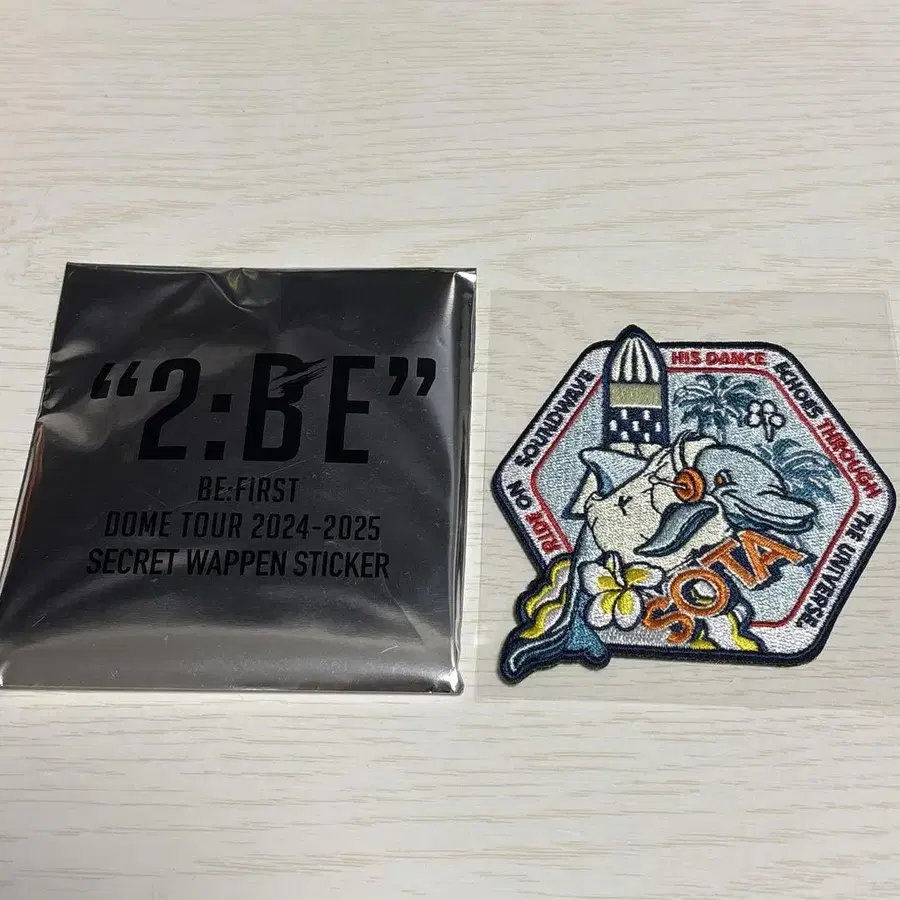 “2:BE”
BE:FIRST
DOME TOUR 2024-2025
SECRET WAPPEN STICKER
RIDE ON SOUNDWAVE
HIS DANCE
ECHOES THROUGH
THE UNIVERSE...
SOTA